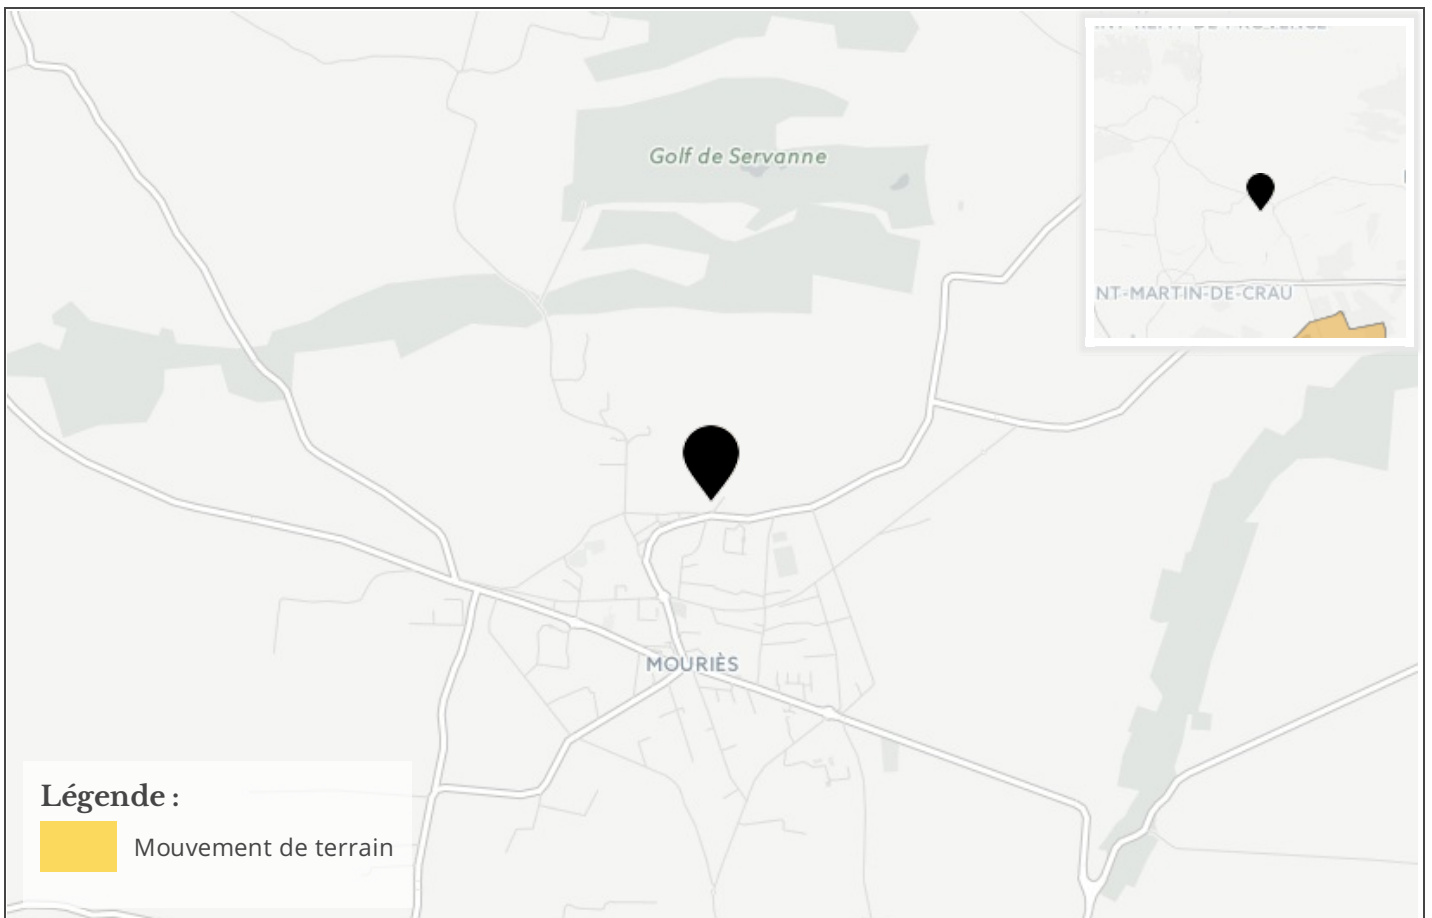 Golf de Servanne
NT-MARTIN-DE-CRAU
MOURIÈS
Légende :
Mouvement de terrain